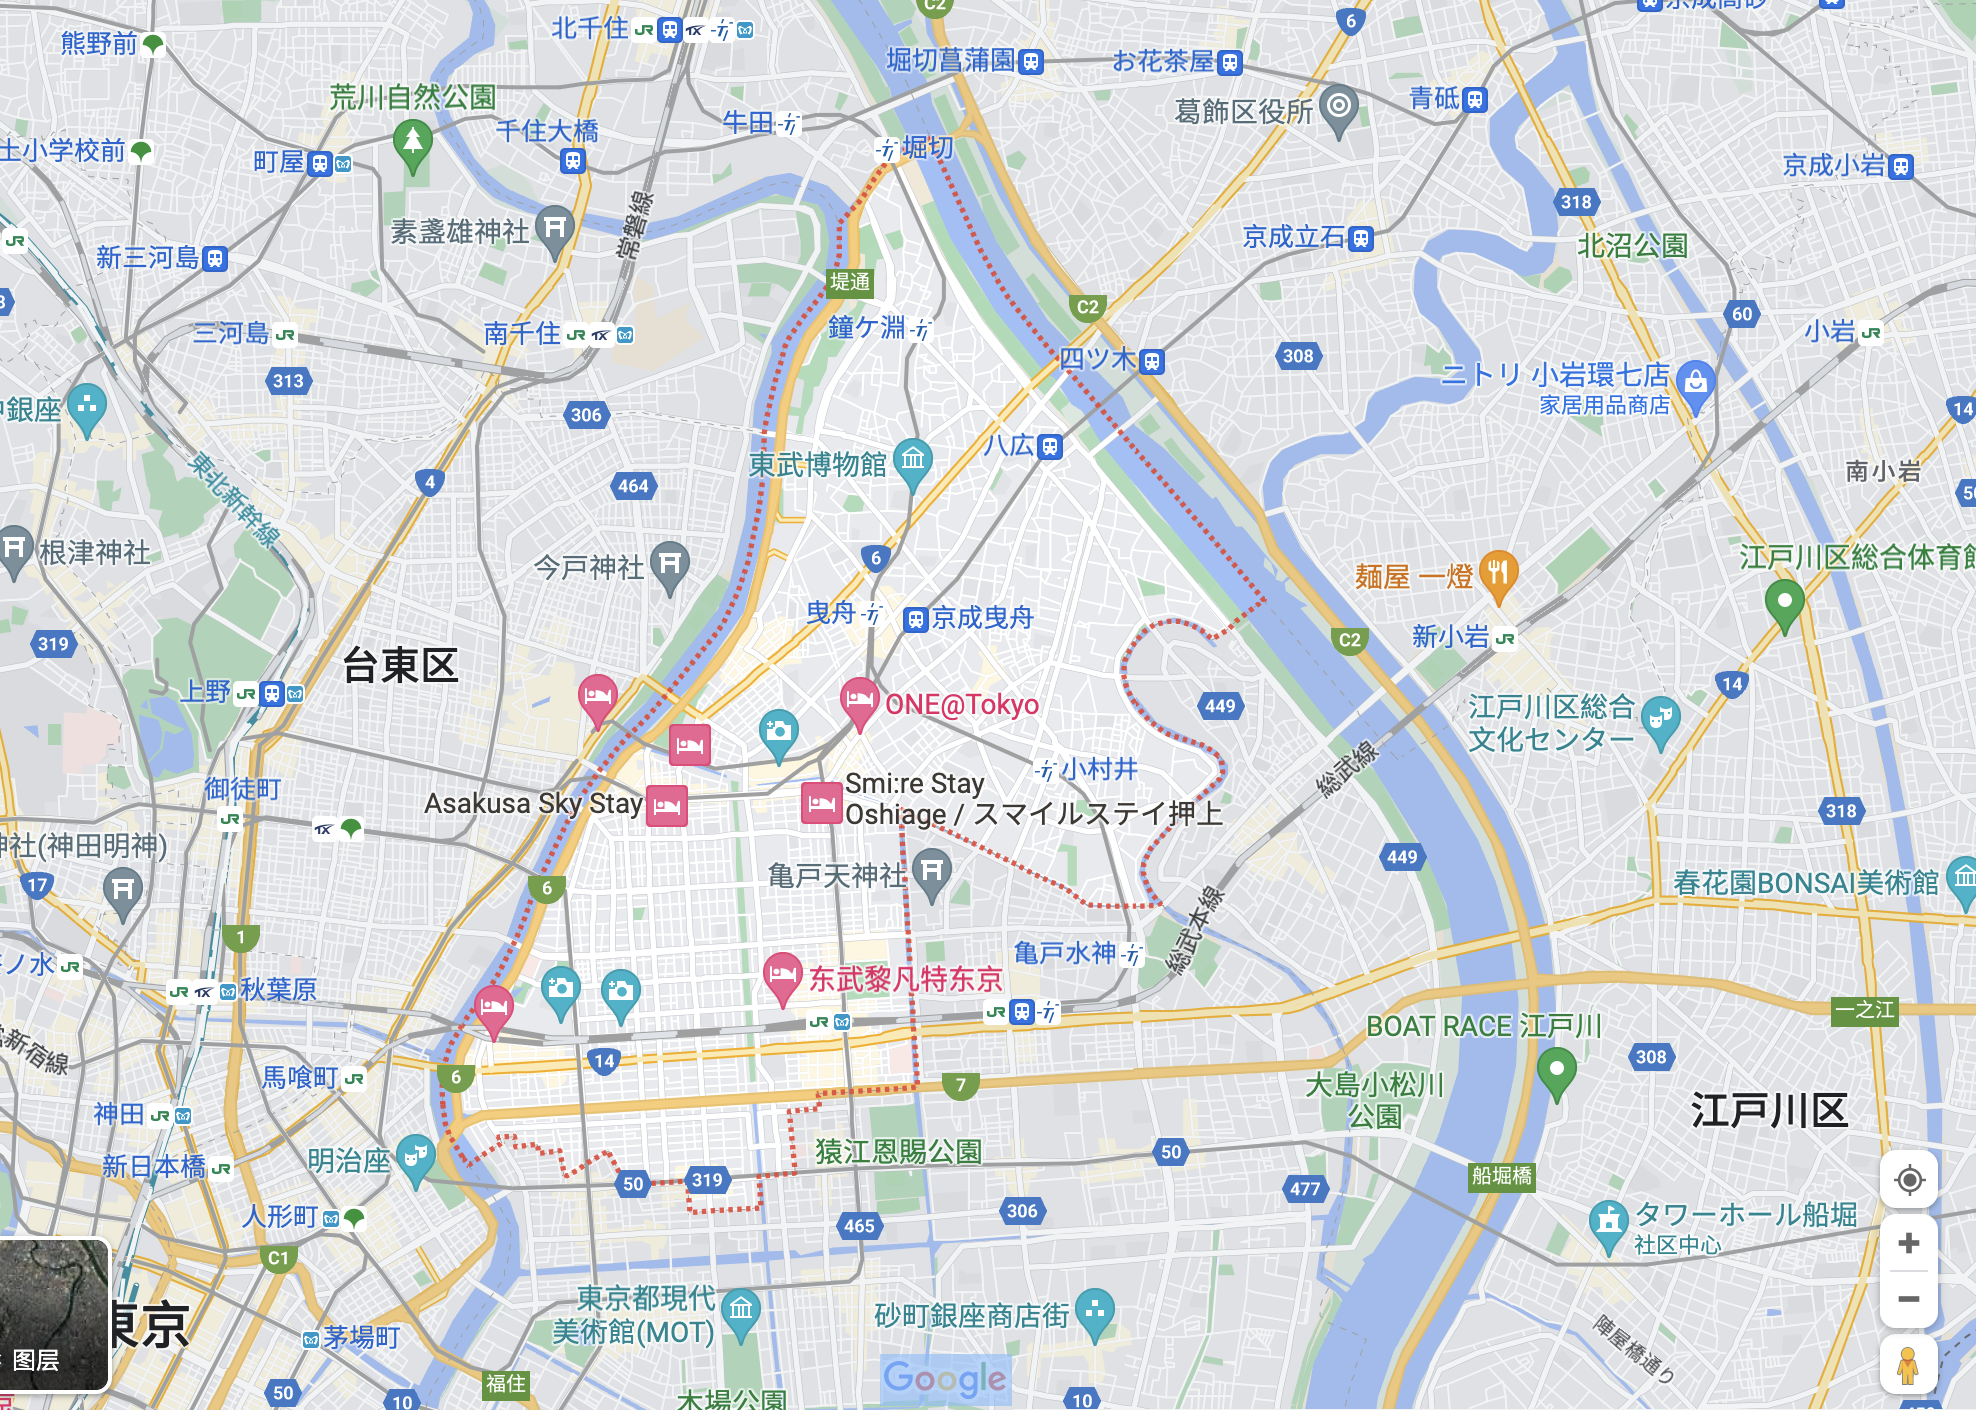 C2
北千住
京成高砂
熊野前
6
堀切菖蒲園
お花茶屋
荒川自然公園
青砥
葛飾区役所
牛田
千住大橋
堀切
土小学校前
町屋
京成小岩
318
素盞雄神社
常磐線
京成立石
北沼公園
新三河島
堤通
C2
60
鐘ケ淵
三河島
南千住
小岩
四ツ木
308
313
ニトリ 小岩環七店
家居用品商店
306
中銀座
14
八広
東武博物館
南小岩
東北新幹線
4
464
根津神社
今戸神社
6
江戸川区総合体育館
麺屋 一燈
曳舟
京成曳舟
319
C2
新小岩
台東区
上野
14
ONE@Tokyo
449
江戸川区総合
文化センター
小村井
総武線
御徒町
Asakusa Sky Stay
Smi:re Stay
Oshiage / スマイルステイ押上
318
神社(神田明神)
449
亀戸天神社
17
6
春花園BONSAI美術館
総武本線
1
亀戸水神
茶ノ水
东武黎凡特东京
秋葉原
一之江
BOAT RACE 江戸川
14
308
馬喰町
6
7
大島小松川
公園
神田
江戸川区
猿江恩賜公園
50
明治座
新日本橋
319
50
船堀橋
477
人形町
306
465
タワーホール船堀
社区中心
C1
東京都現代
美術館(MOT)
砂町銀座商店街
東京
茅場町
陣屋橋通り
图层
Google
福住
50
10
木場公園
10